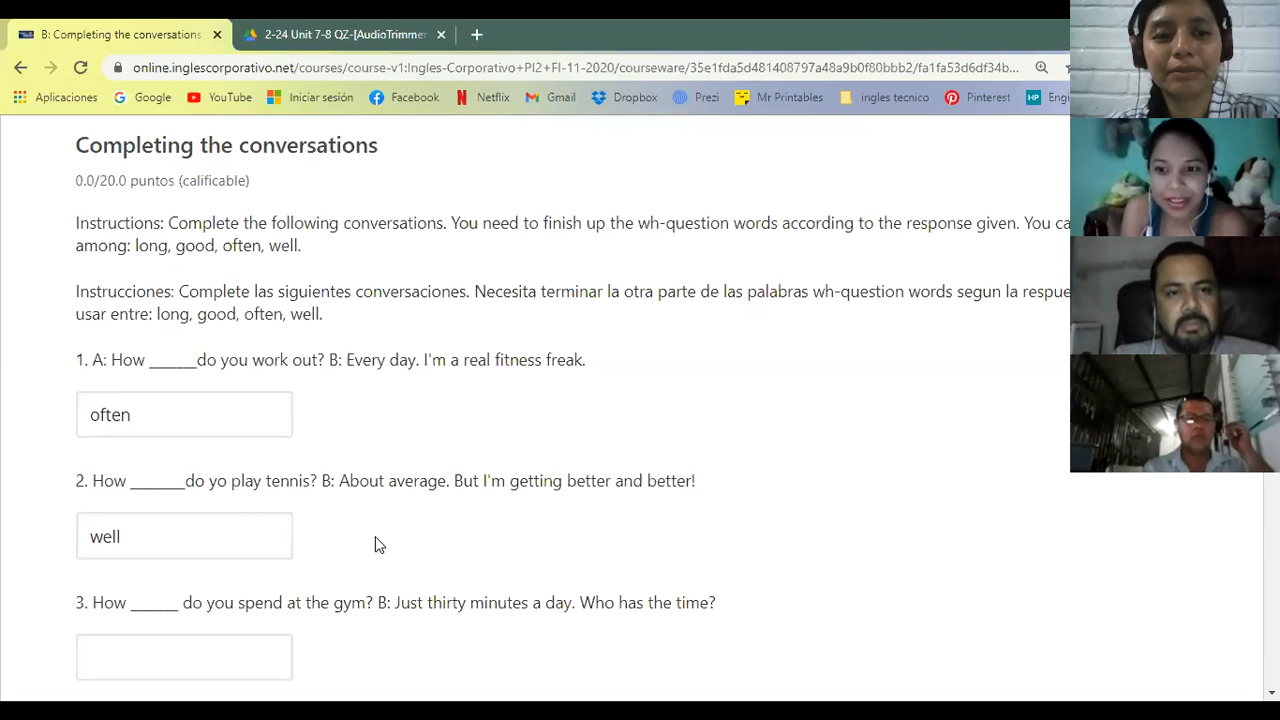 B: Completing the conversations
2-24 Unit 7-8 QZ-[AudioTrimmer
online.inglescorporativo.net/courses/course-v1:Ingles-Corporativo+PI2+FI-11-2020/courseware/35e1fda5d481408797a48a9b0f80bbb2/fa1fa53d6df34b...
Aplicaciones Google YouTube Iniciar sesión Facebook Netflix Gmail Dropbox Prezi Mr Printables ingles tecnico Pinterest HP Engl
Completing the conversations
0.0/20.0 puntos (calificable)
Instructions: Complete the following conversations. You need to finish up the wh-question words according to the response given. You ca
among: long, good, often, well.
Instrucciones: Complete las siguientes conversaciones. Necesita terminar la otra parte de las palabras wh-question words segun la respue
usar entre: long, good, often, well.
1. A: How ______do you work out? B: Every day. I'm a real fitness freak.
often
2. How _______do yo play tennis? B: About average. But I'm getting better and better!
well
3. How ______ do you spend at the gym? B: Just thirty minutes a day. Who has the time?